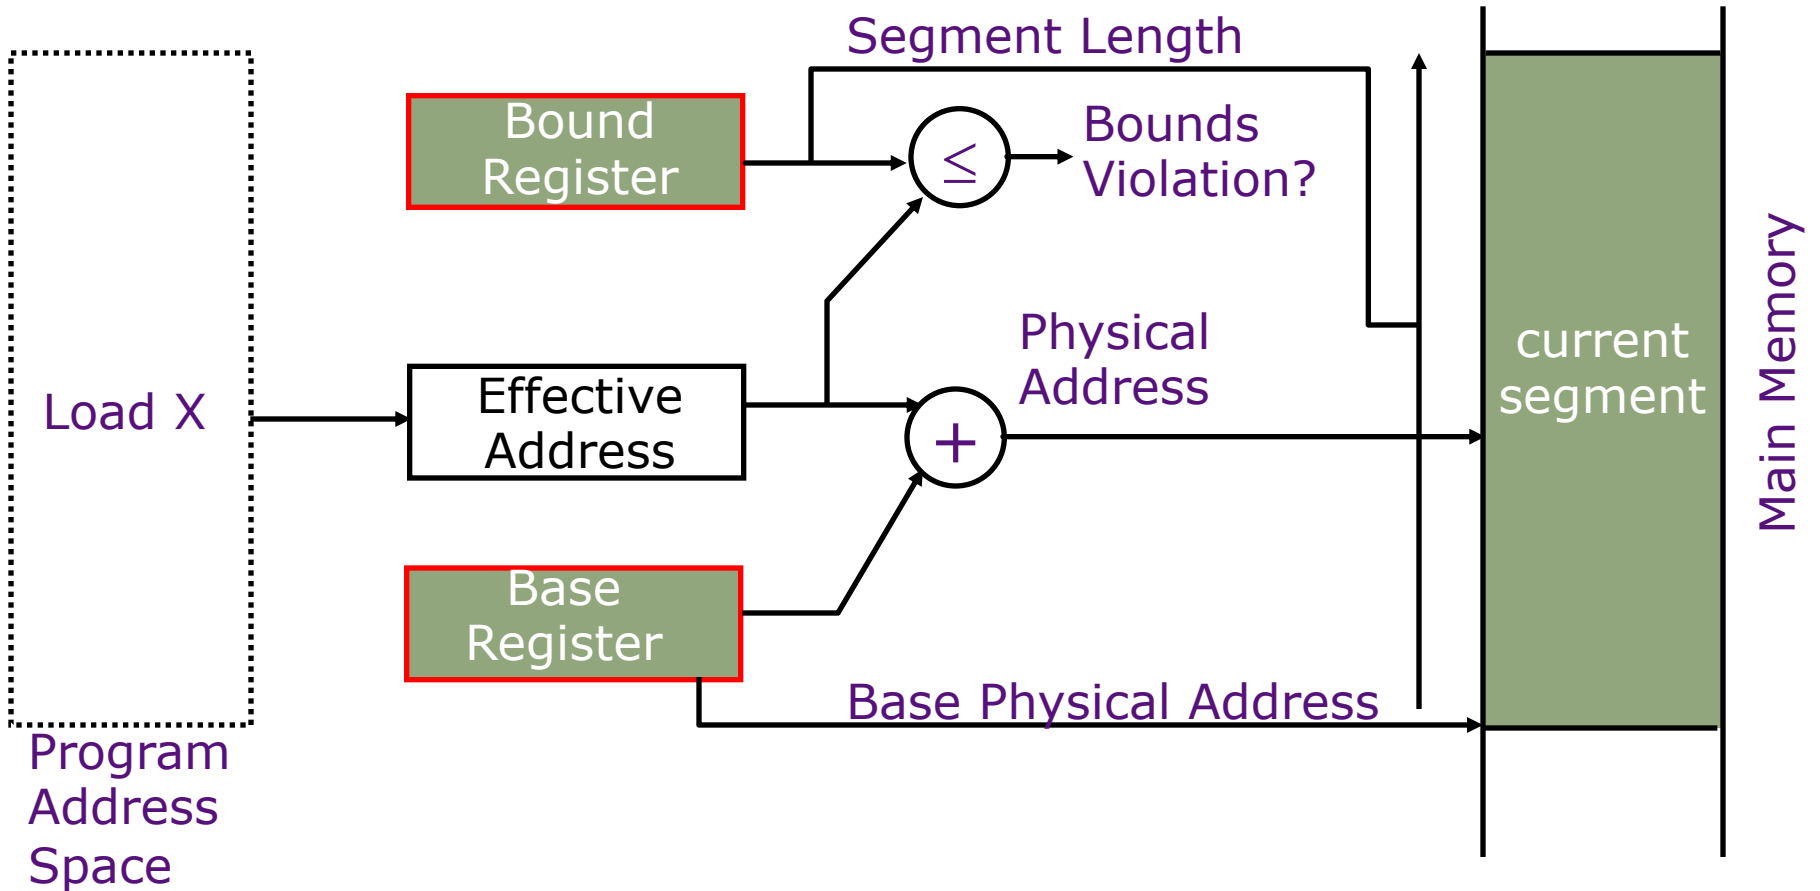 Segment Length
Bound
Register
≤
Bounds
Violation?
Load X
Effective
Address
+
Physical
Address
current
segment
Main Memory
Base
Register
Base Physical Address
Program
Address
Space